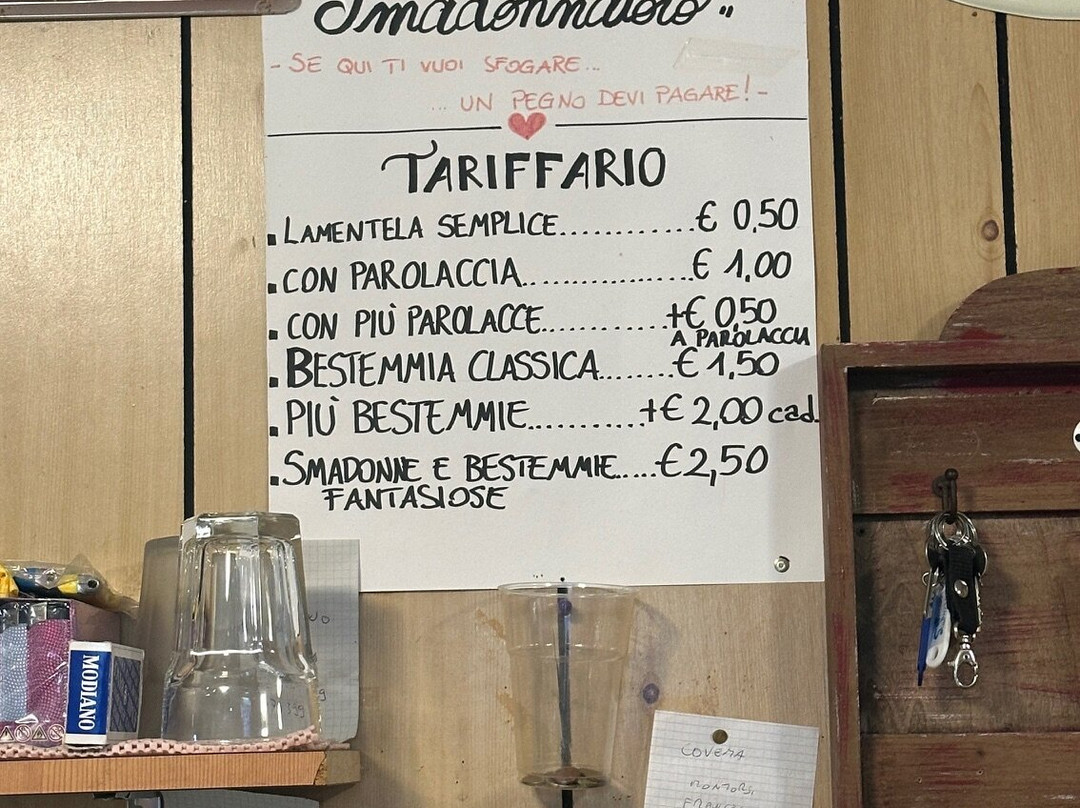 Smadonnatoio"
- SE QUI TI VUOI SFOGARE...
... UN PEGNO DEVI PAGARE! -
TARIFFARIO
. LAMENTELA SEMPLICE............. € 0,50
. CON PAROLACCIA................. € 1,00
. CON PIÙ PAROLACCE............ +€ 0,50
A PAROLACCIA
. BESTEMMIA CLASSICA........ € 1,50
. PIÙ BESTEMMIE........... +€ 2,00 cad.
. SMADONNE E BESTEMMIE..... €2,50
FANTASIOSE
MODIANO
COVEMA